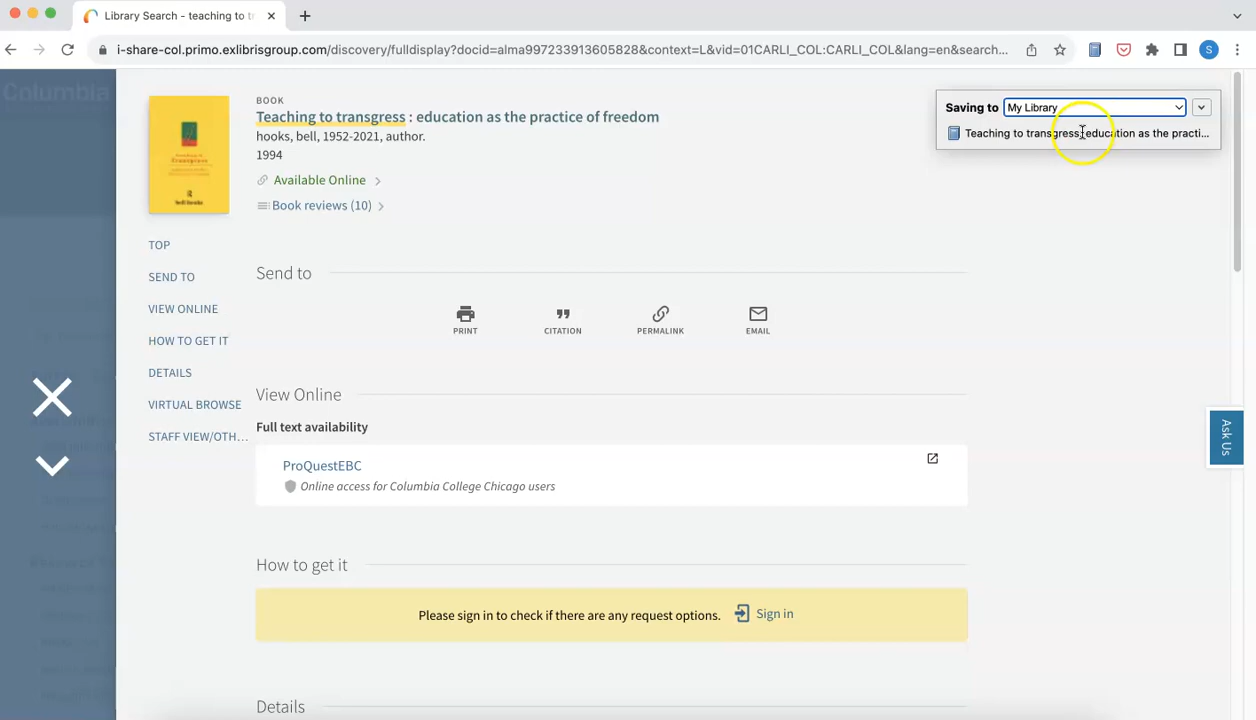 Library Search - teaching to tr
i-share-col.primo.exlibrisgroup.com/discovery/fulldisplay?docid=alma997233913605828&context=L&vid=01CARLI_COL:CARLI_COL&lang=en&search...
S
Columbia
BOOK
Teaching to transgress : education as the practice of freedom
hooks, bell, 1952-2021, author.
1994
Available Online
Book reviews (10)
Saving to My Library
Teaching to transgress: education as the practi...
TOP
SEND TO
VIEW ONLINE
HOW TO GET IT
DETAILS
VIRTUAL BROWSE
STAFF VIEW/OTH...
Send to
PRINT
CITATION
PERMALINK
EMAIL
View Online
Full text availability
ProQuestEBC
Online access for Columbia College Chicago users
Ask Us
How to get it
Please sign in to check if there are any request options. Sign in
Details